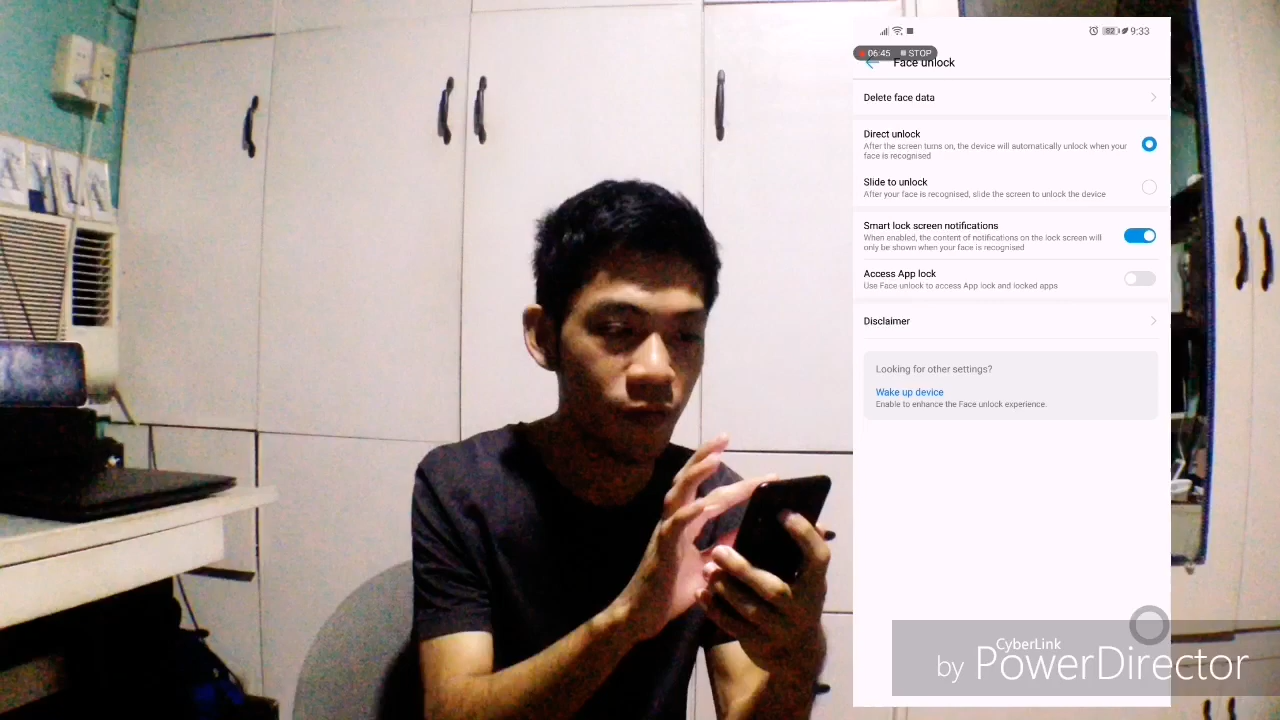 82 9:33
06:45 STOP
Face unlock
Delete face data
Direct unlock
After the screen turns on, the device will automatically unlock when your
face is recognised
Slide to unlock
After your face is recognised, slide the screen to unlock the device
Smart lock screen notifications
When enabled, the content of notifications on the lock screen will
only be shown when your face is recognised
Access App lock
Use Face unlock to access App lock and locked apps
Disclaimer
Looking for other settings?
Wake up device
Enable to enhance the Face unlock experience.
CyberLink
by PowerDirector